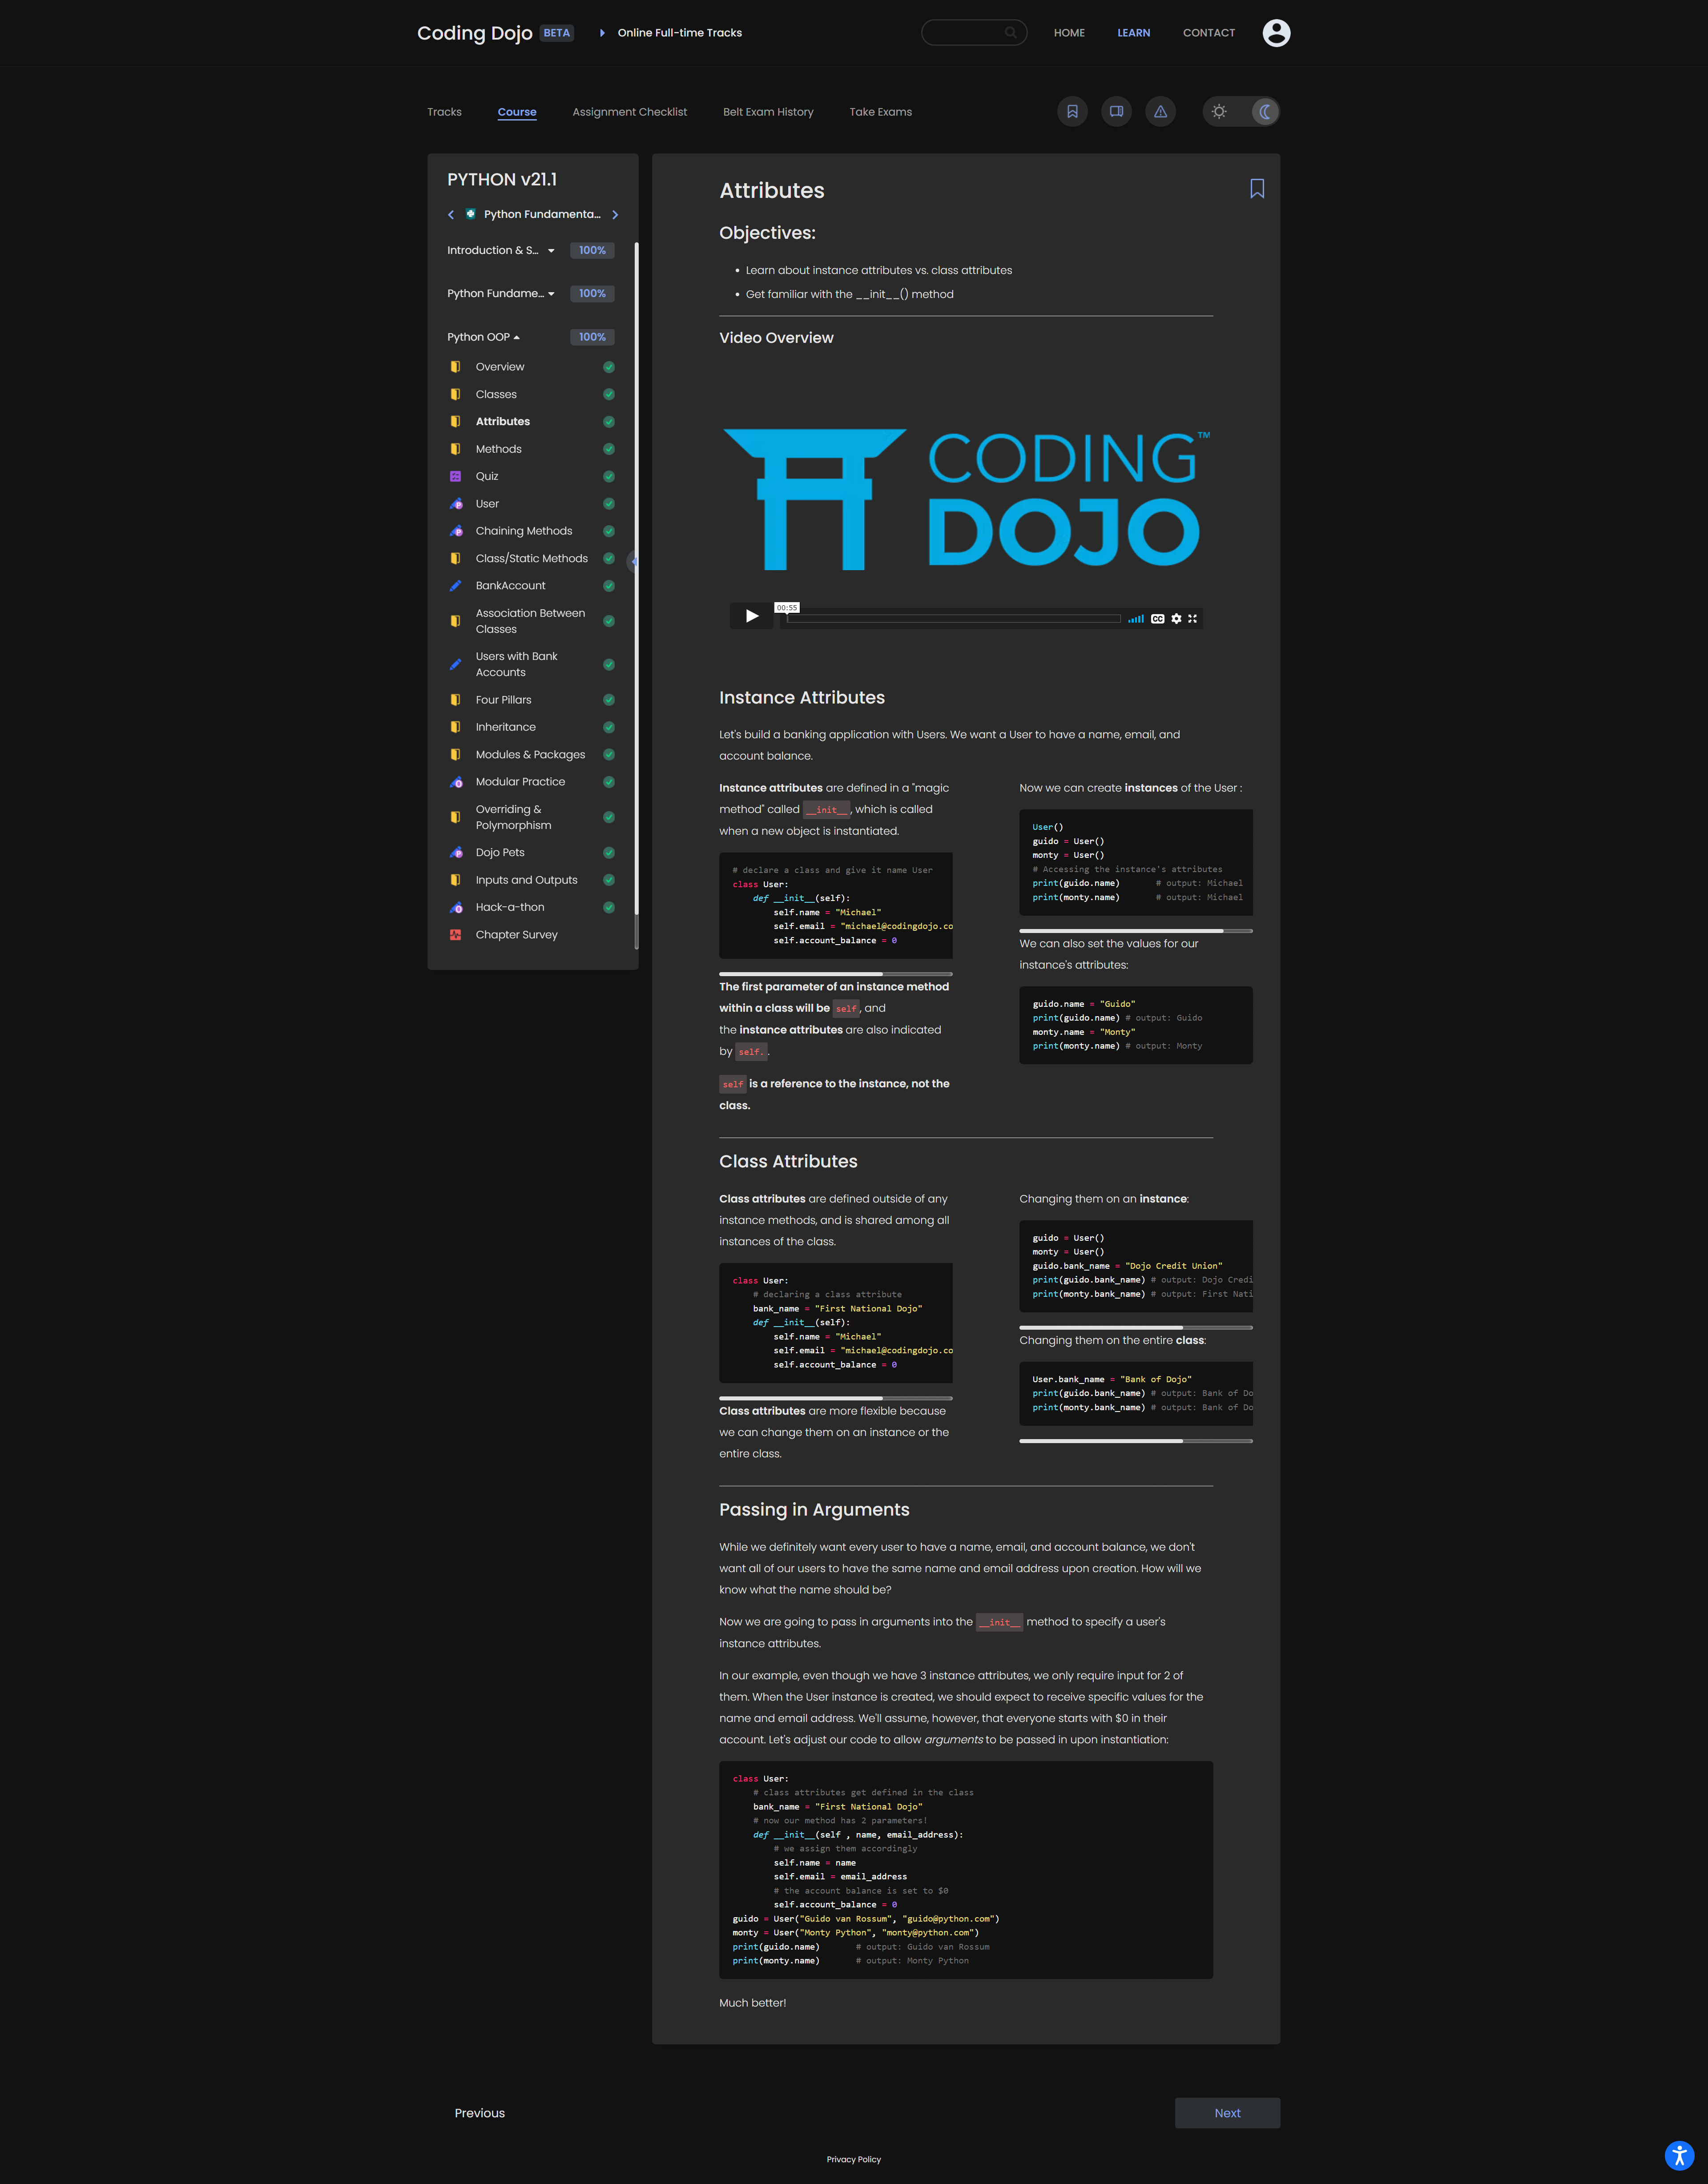 Coding Dojo BETA
Online Full-time Tracks
HOME
LEARN
CONTACT
Tracks
Course
Assignment Checklist
Belt Exam History
Take Exams
PYTHON v21.1
Python Fundamenta...
Introduction & S... 100%
Python Fundame... 100%
Python OOP 100%
Overview
Classes
Attributes
Methods
Quiz
User
Chaining Methods
Class/Static Methods
BankAccount
Association Between
Classes
Users with Bank
Accounts
Four Pillars
Inheritance
Modules & Packages
Modular Practice
Overriding &
Polymorphism
Dojo Pets
Inputs and Outputs
Hack-a-thon
Chapter Survey
Attributes
Objectives:
• Learn about instance attributes vs. class attributes
• Get familiar with the __init__() method
Video Overview
CODING™
DOJO
00:55
CC
Instance Attributes
Let's build a banking application with Users. We want a User to have a name, email, and
account balance.
Instance attributes are defined in a "magic
method" called __init__, which is called
when a new object is instantiated.
# declare a class and give it name User
class User:
    def __init__(self):
        self.name = "Michael"
        self.email = "michael@codingdojo.co
        self.account_balance = 0
The first parameter of an instance method
within a class will be self, and
the instance attributes are also indicated
by self..
self is a reference to the instance, not the
class.
Now we can create instances of the User :
User()
guido = User()
monty = User()
# Accessing the instance's attributes
print(guido.name)       # output: Michael
print(monty.name)       # output: Michael
We can also set the values for our
instance's attributes:
guido.name = "Guido"
print(guido.name) # output: Guido
monty.name = "Monty"
print(monty.name) # output: Monty
Class Attributes
Class attributes are defined outside of any
instance methods, and is shared among all
instances of the class.
class User:
    # declaring a class attribute
    bank_name = "First National Dojo"
    def __init__(self):
        self.name = "Michael"
        self.email = "michael@codingdojo.co
        self.account_balance = 0
Class attributes are more flexible because
we can change them on an instance or the
entire class.
Changing them on an instance:
guido = User()
monty = User()
guido.bank_name = "Dojo Credit Union"
print(guido.bank_name) # output: Dojo Credi
print(monty.bank_name) # output: First Nati
Changing them on the entire class:
User.bank_name = "Bank of Dojo"
print(guido.bank_name) # output: Bank of Do
print(monty.bank_name) # output: Bank of Do
Passing in Arguments
While we definitely want every user to have a name, email, and account balance, we don't
want all of our users to have the same name and email address upon creation. How will we
know what the name should be?
Now we are going to pass in arguments into the __init__ method to specify a user's
instance attributes.
In our example, even though we have 3 instance attributes, we only require input for 2 of
them. When the User instance is created, we should expect to receive specific values for the
name and email address. We'll assume, however, that everyone starts with $0 in their
account. Let's adjust our code to allow arguments to be passed in upon instantiation:
class User:
    # class attributes get defined in the class
    bank_name = "First National Dojo"
    # now our method has 2 parameters!
    def __init__(self , name, email_address):
        # we assign them accordingly
        self.name = name
        self.email = email_address
        # the account balance is set to $0
        self.account_balance = 0
guido = User("Guido van Rossum", "guido@python.com")
monty = User("Monty Python", "monty@python.com")
print(guido.name)       # output: Guido van Rossum
print(monty.name)       # output: Monty Python
Much better!
Previous
Next
Privacy Policy